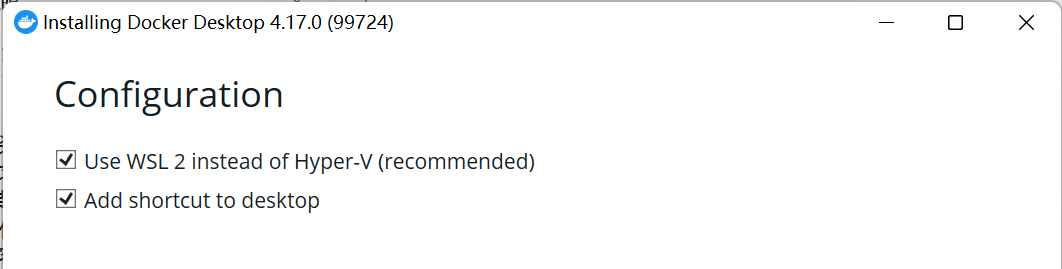 Installing Docker Desktop 4.17.0 (99724)
Configuration
Use WSL 2 instead of Hyper-V (recommended)
Add shortcut to desktop